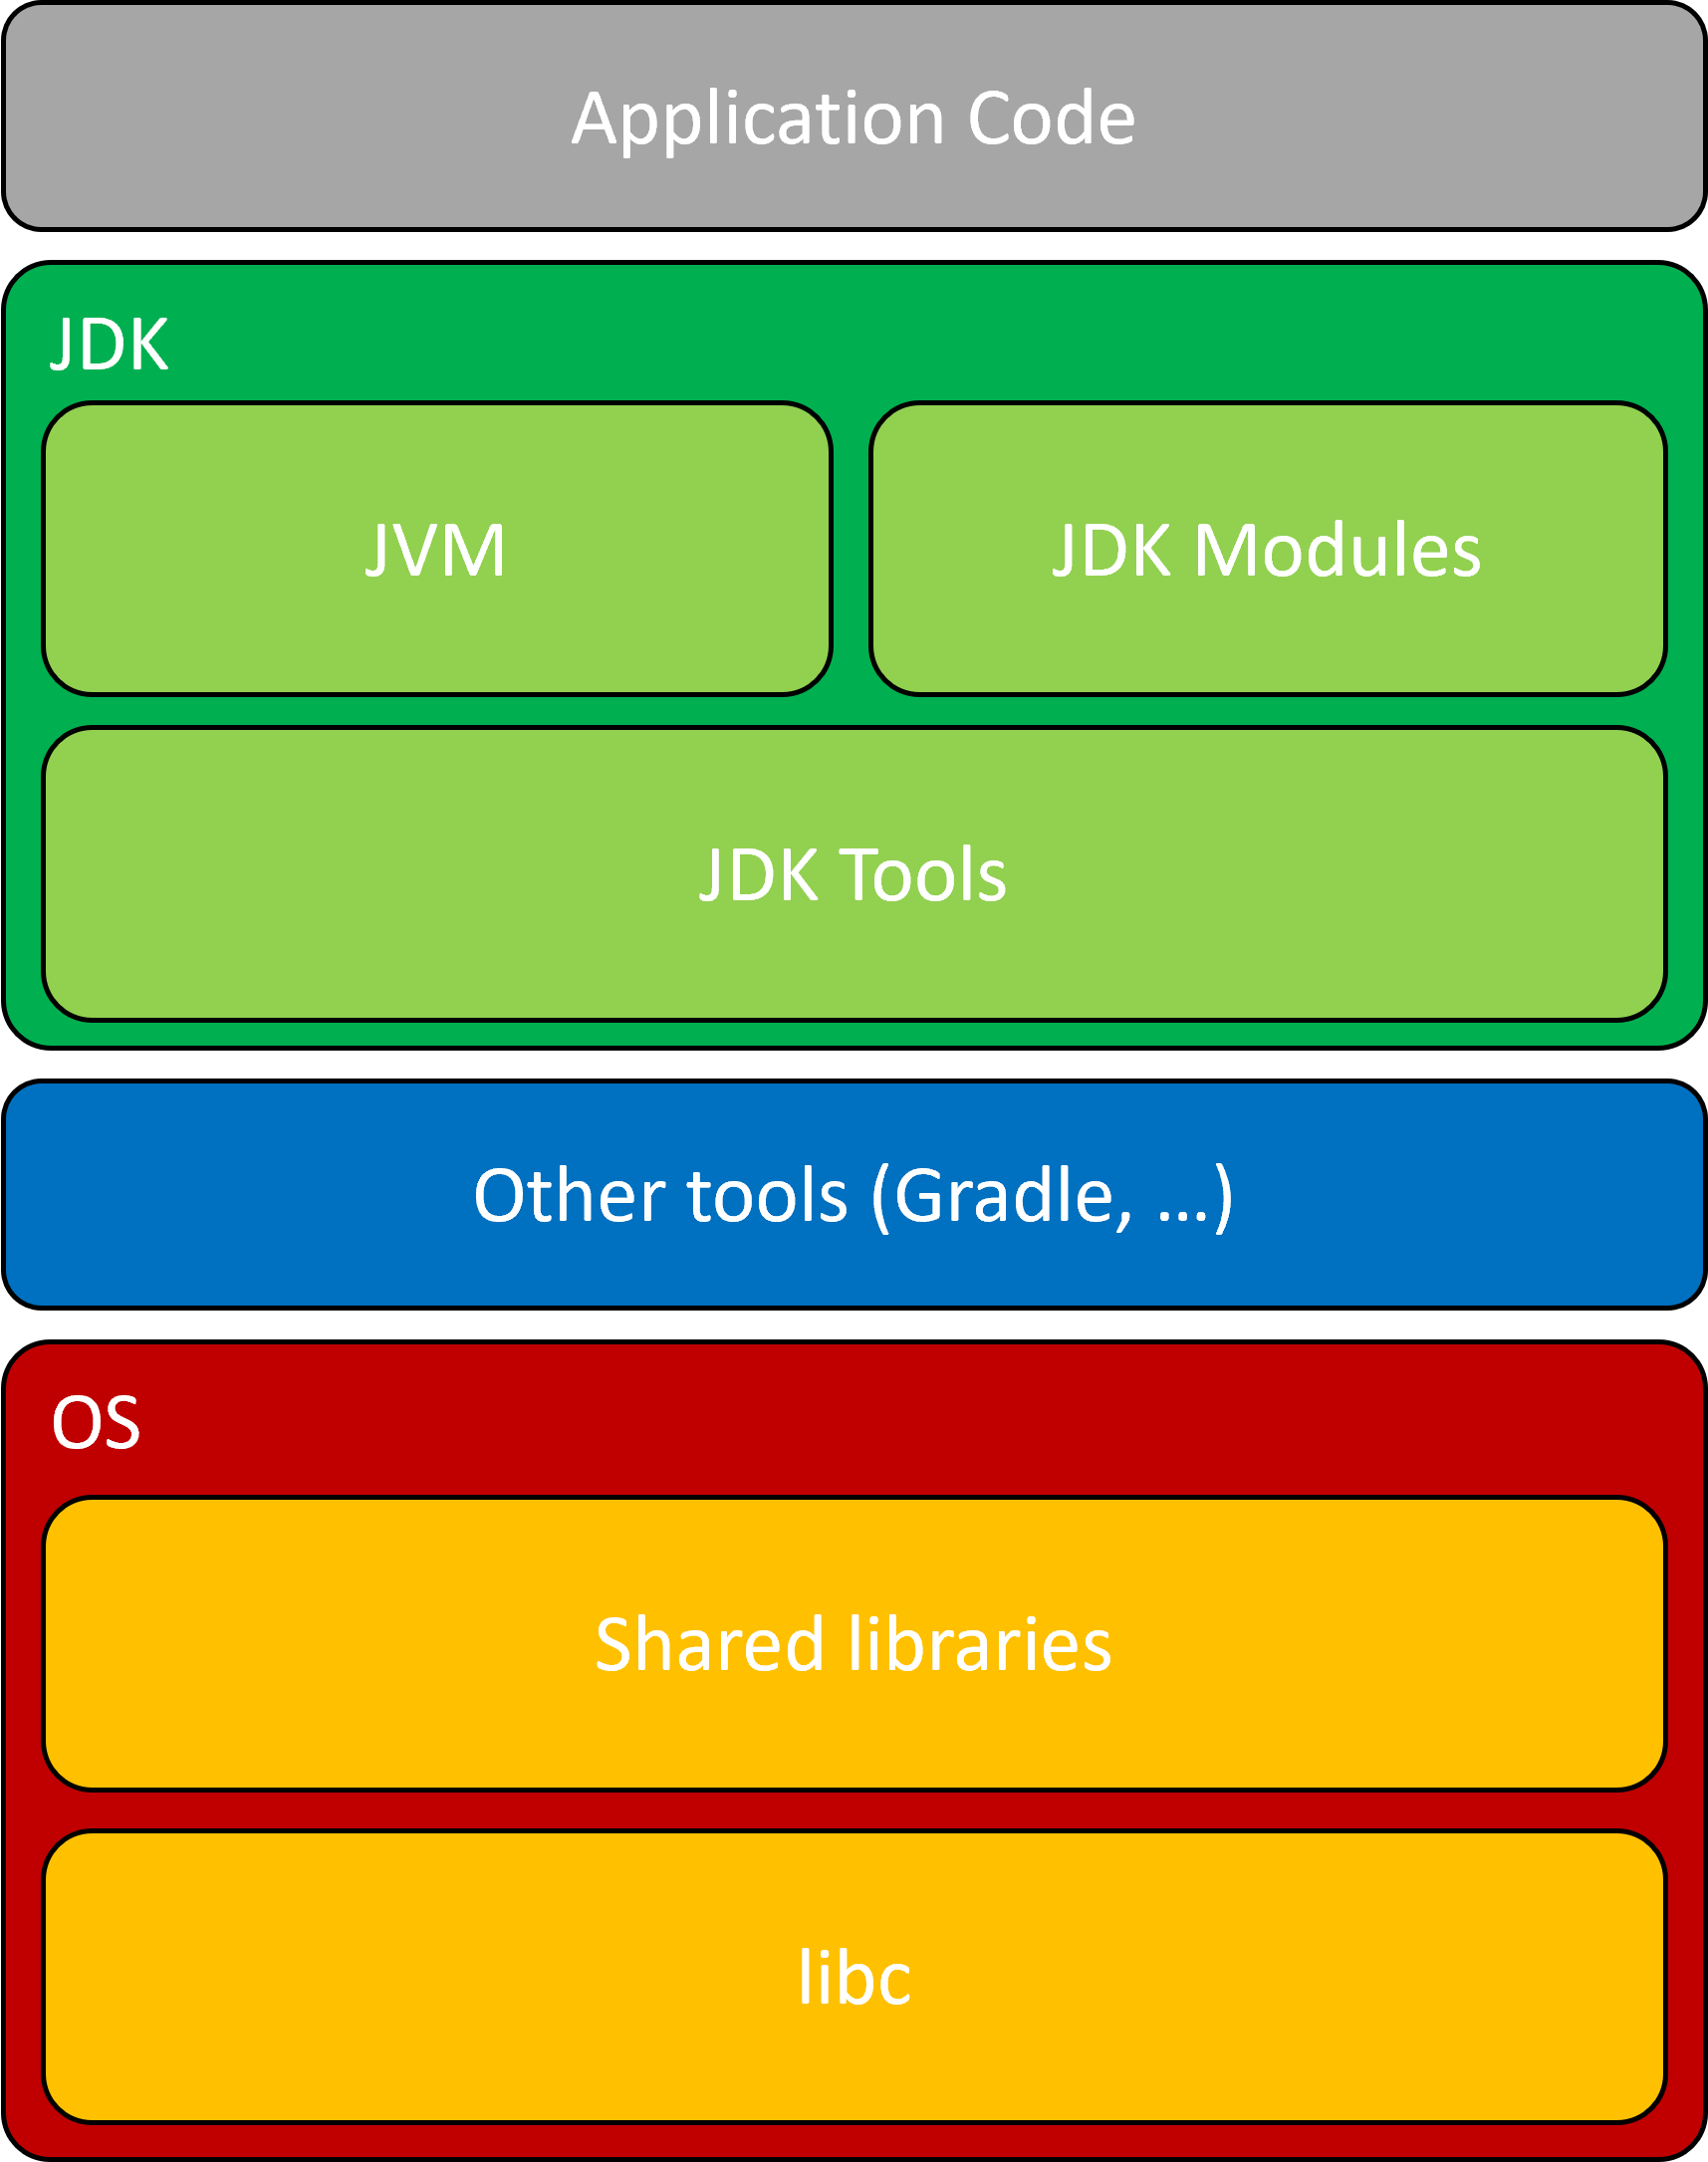 Application Code
JDK
JVM
JDK Modules
JDK Tools
Other tools (Gradle, ...)
OS
Shared libraries
libc